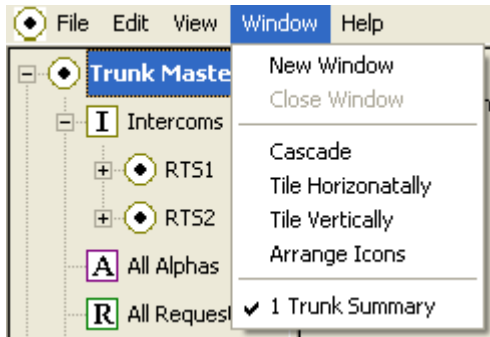 File Edit View Window Help
Trunk Maste
New Window
Close Window
I Intercoms
Cascade
RTS1
Tile Horizonatally
RTS2
Tile Vertically
Arrange Icons
A All Alphas
R All Request
✔ 1 Trunk Summary